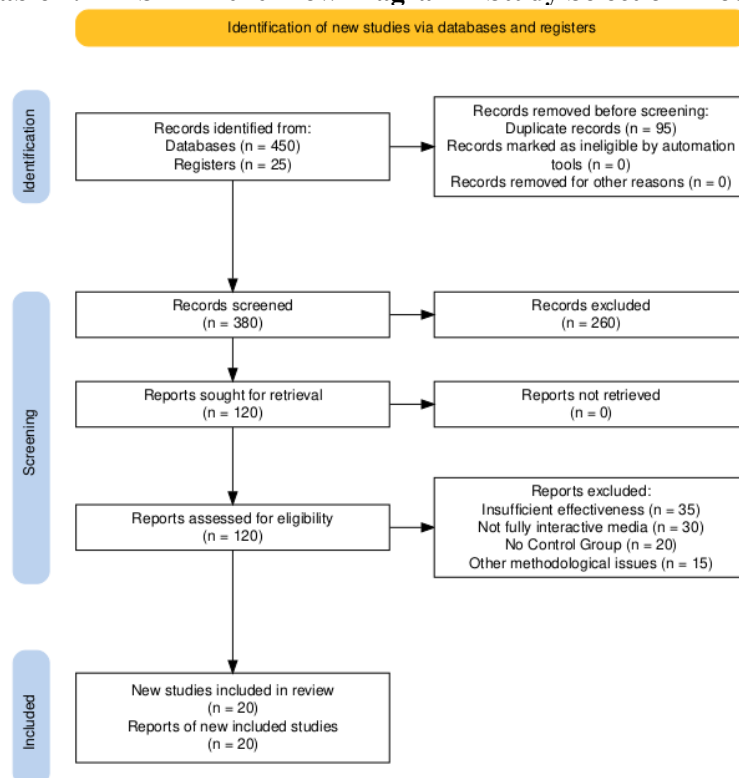 Identification of new studies via databases and registers
Identification
Records identified from:
Databases (n = 450)
Registers (n = 25)
Records removed before screening:
Duplicate records (n = 95)
Records marked as ineligible by automation
tools (n = 0)
Records removed for other reasons (n = 0)
Screening
Records screened
(n = 380)
Records excluded
(n = 260)
Reports sought for retrieval
(n = 120)
Reports not retrieved
(n = 0)
Reports assessed for eligibility
(n = 120)
Reports excluded:
Insufficient effectiveness (n = 35)
Not fully interactive media (n = 30)
No Control Group (n = 20)
Other methodological issues (n = 15)
Included
New studies included in review
(n = 20)
Reports of new included studies
(n = 20)